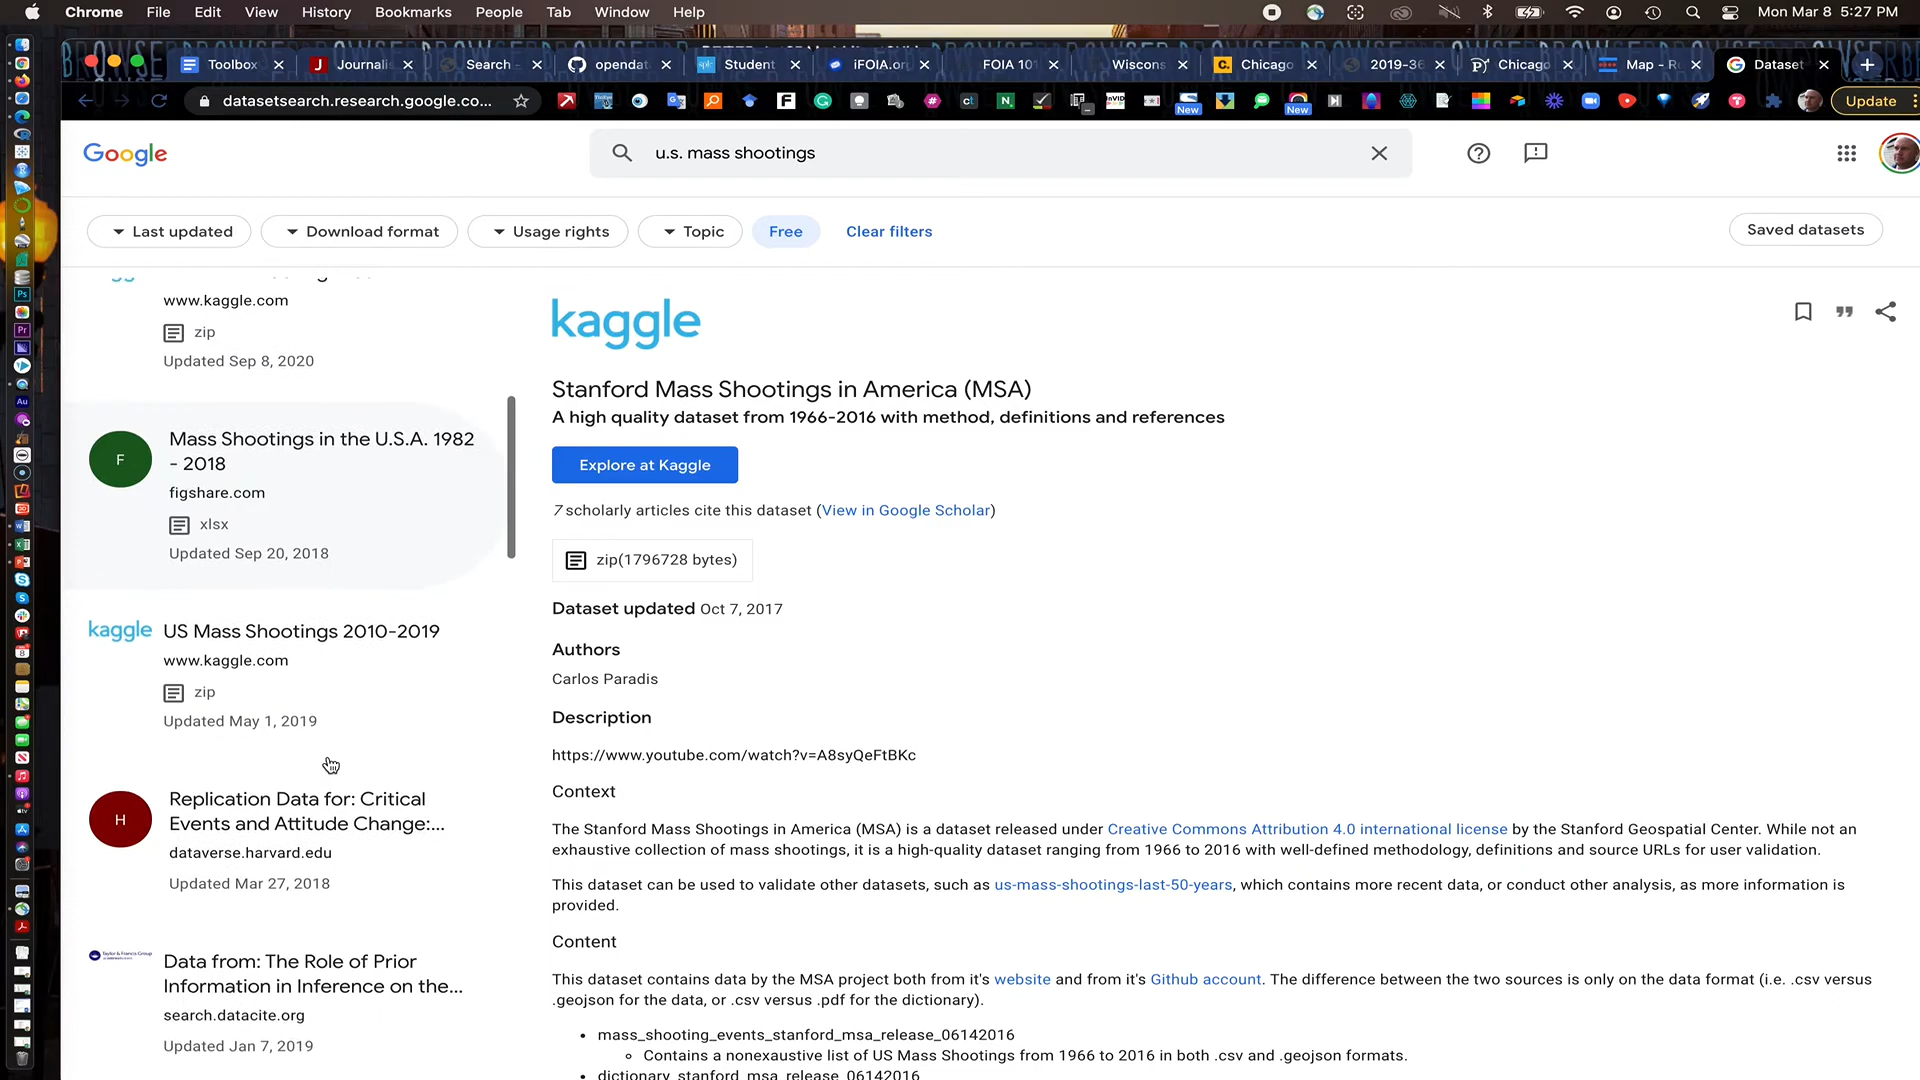 Chrome File Edit View History Bookmarks People Tab Window Help Mon Mar 8 5:27 PM
Toolbox Journalis Search - opendat Student iFOIA.org FOIA 101 Wiscons Chicago 2019-36 Chicago Map - R Dataset
datasetsearch.research.google.co... New New Update
Google u.s. mass shootings
Last updated Download format Usage rights Topic Free Clear filters Saved datasets
www.kaggle.com
zip
Updated Sep 8, 2020
Mass Shootings in the U.S.A. 1982
- 2018
F
figshare.com
xlsx
Updated Sep 20, 2018
kaggle US Mass Shootings 2010-2019
www.kaggle.com
zip
Updated May 1, 2019
Replication Data for: Critical
Events and Attitude Change:...
H
dataverse.harvard.edu
Updated Mar 27, 2018
Taylor & Francis Group
Data from: The Role of Prior
Information in Inference on the...
search.datacite.org
Updated Jan 7, 2019
kaggle
Stanford Mass Shootings in America (MSA)
A high quality dataset from 1966-2016 with method, definitions and references
Explore at Kaggle
7 scholarly articles cite this dataset (View in Google Scholar)
zip(1796728 bytes)
Dataset updated Oct 7, 2017
Authors
Carlos Paradis
Description
https://www.youtube.com/watch?v=A8syQeFtBKc
Context
The Stanford Mass Shootings in America (MSA) is a dataset released under Creative Commons Attribution 4.0 international license by the Stanford Geospatial Center. While not an
exhaustive collection of mass shootings, it is a high-quality dataset ranging from 1966 to 2016 with well-defined methodology, definitions and source URLs for user validation.
This dataset can be used to validate other datasets, such as us-mass-shootings-last-50-years, which contains more recent data, or conduct other analysis, as more information is
provided.
Content
This dataset contains data by the MSA project both from it's website and from it's Github account. The difference between the two sources is only on the data format (i.e. .csv versus
.geojson for the data, or .csv versus .pdf for the dictionary).
• mass_shooting_events_stanford_msa_release_06142016
Contains a nonexaustive list of US Mass Shootings from 1966 to 2016 in both .csv and .geojson formats.
• dictionary_stanford_msa_release_06142016